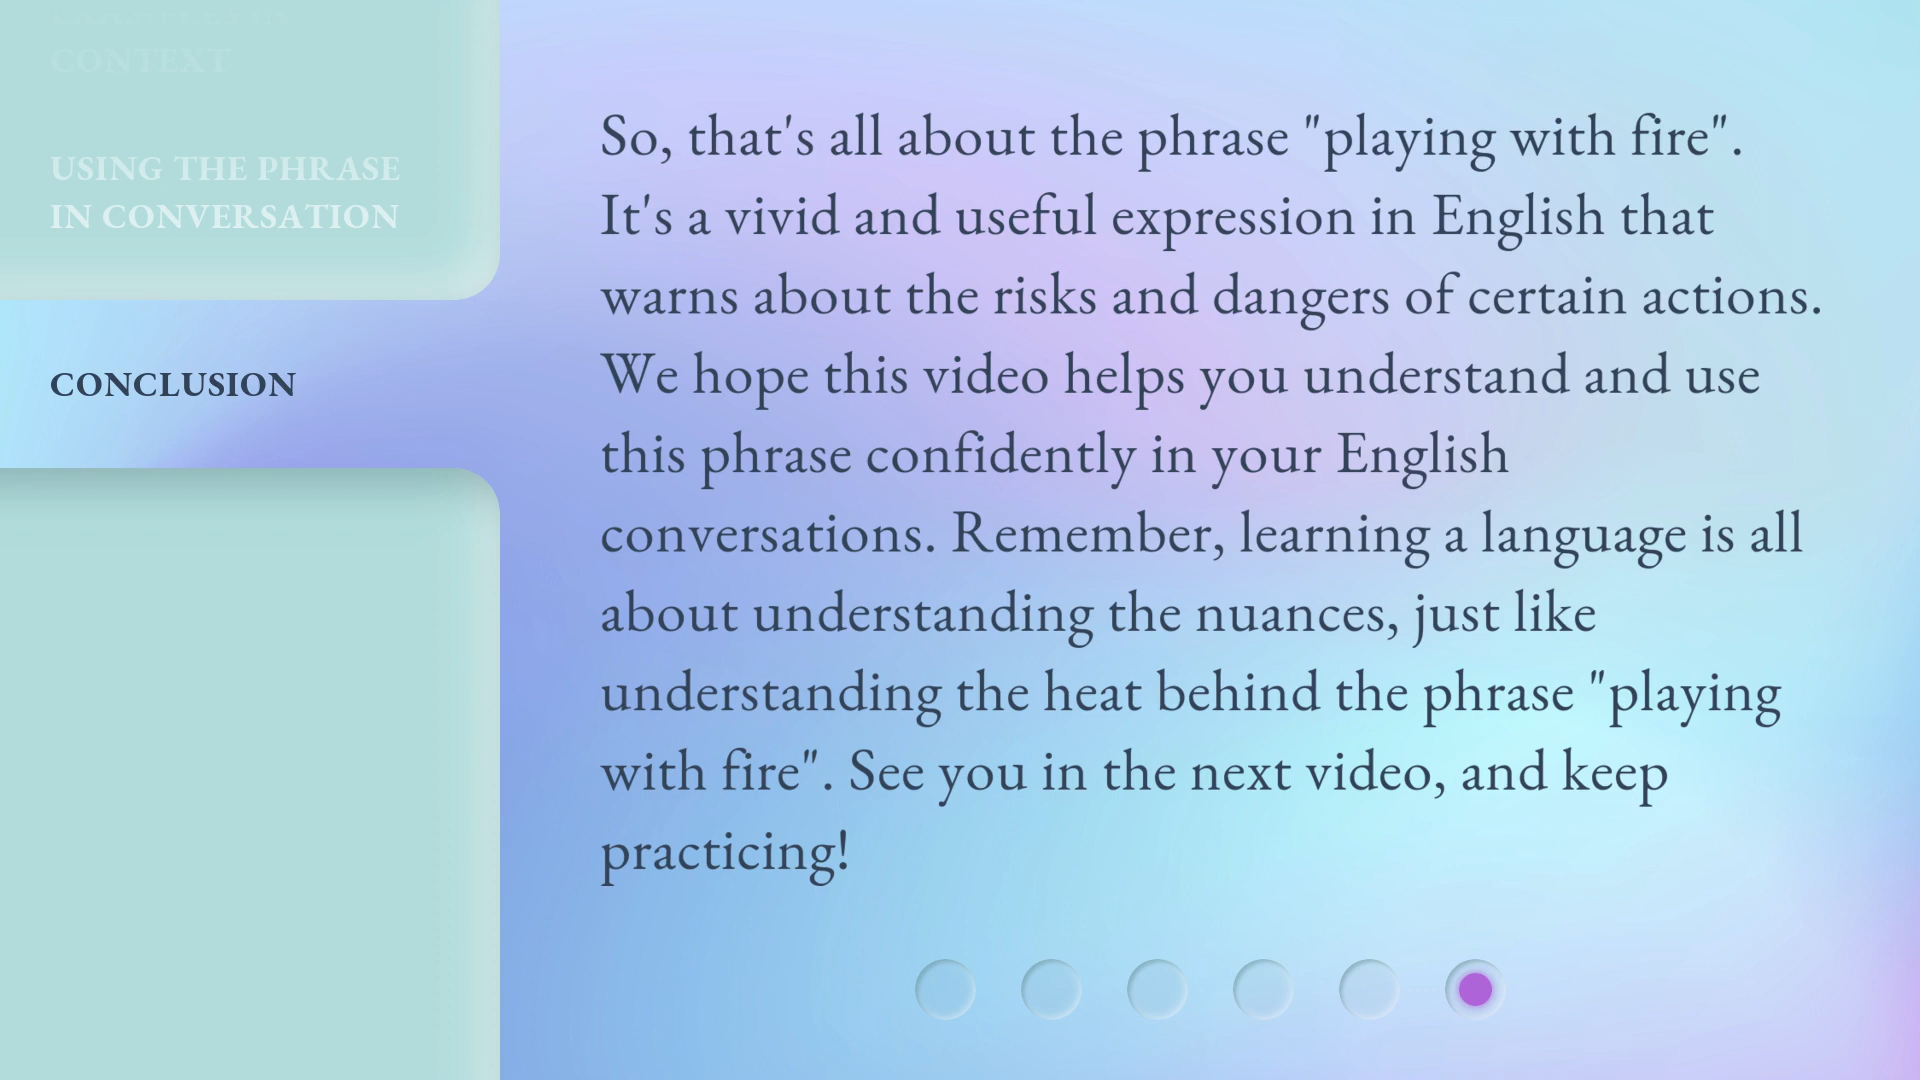 CONTEXT
USING THE PHRASE
IN CONVERSATION
CONCLUSION
So, that's all about the phrase "playing with fire".
It's a vivid and useful expression in English that
warns about the risks and dangers of certain actions.
We hope this video helps you understand and use
this phrase confidently in your English
conversations. Remember, learning a language is all
about understanding the nuances, just like
understanding the heat behind the phrase "playing
with fire". See you in the next video, and keep
practicing!